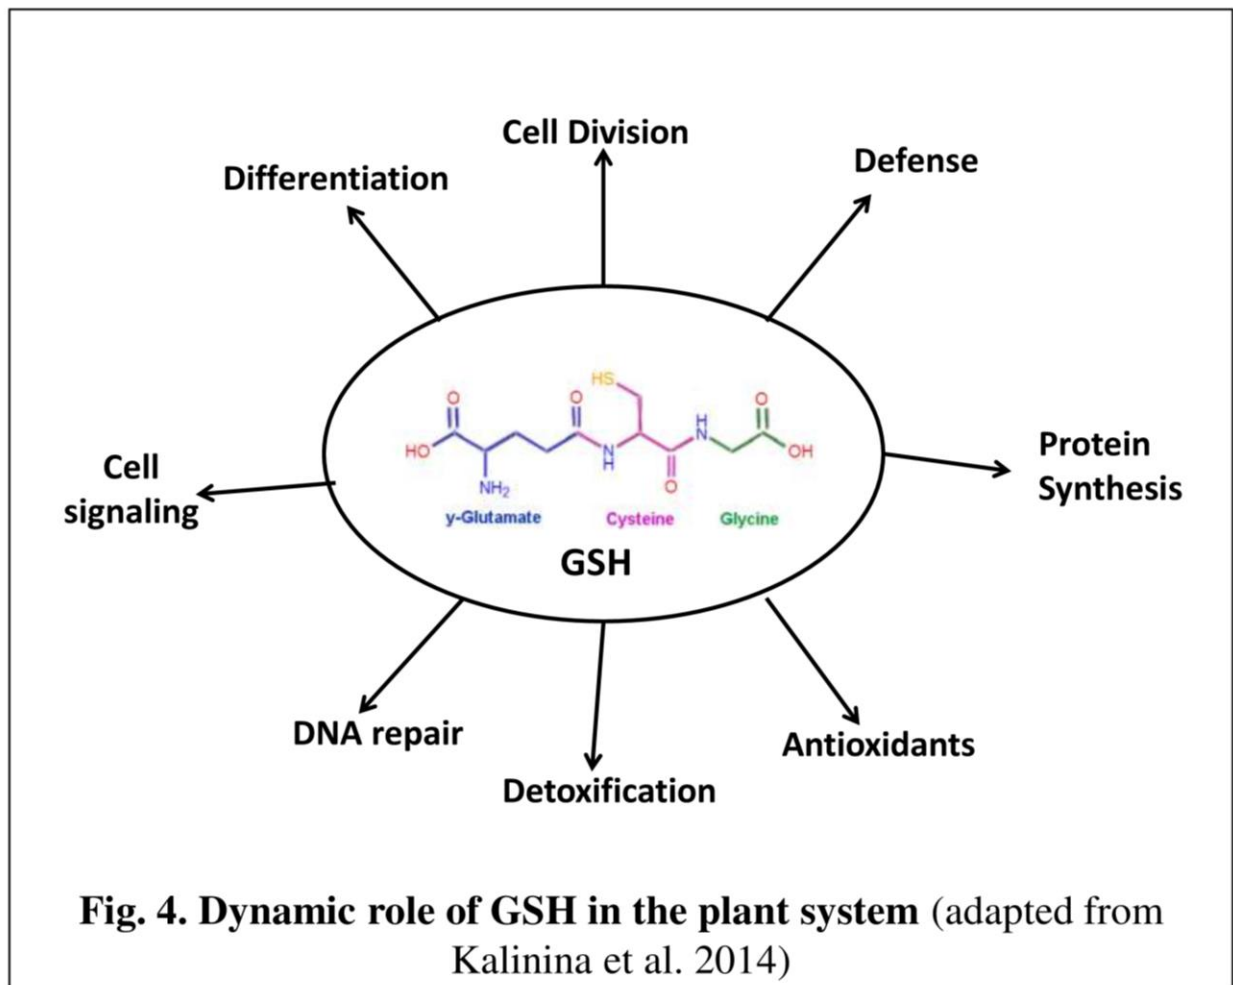 Cell Division
Differentiation
Defense
HS
O
O
O
HO
N
H
H
N
OH
NH₂
O
y-Glutamate
Cysteine
Glycine
GSH
Cell
signaling
Protein
Synthesis
DNA repair
Antioxidants
Detoxification
Fig. 4. Dynamic role of GSH in the plant system (adapted from
Kalinina et al. 2014)